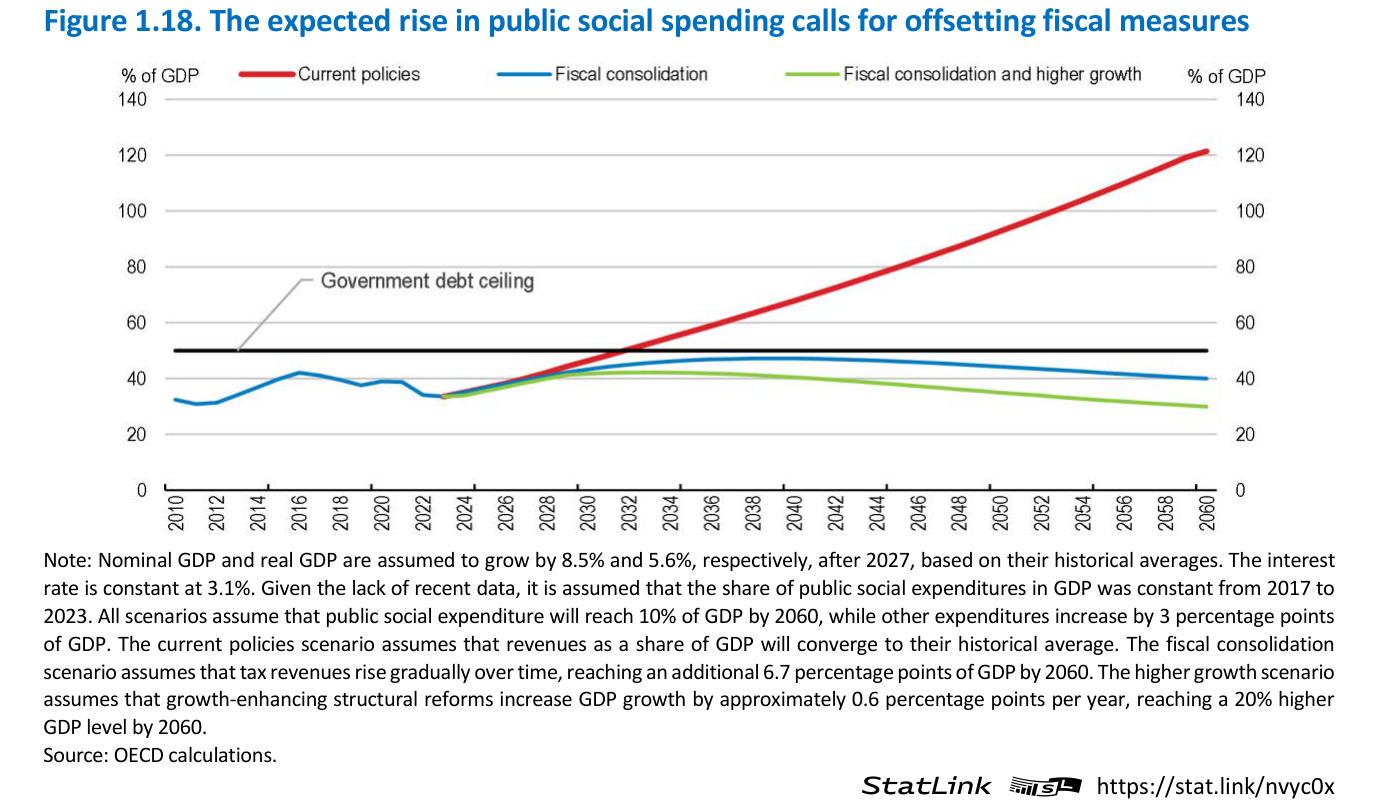 Figure 1.18. The expected rise in public social spending calls for offsetting fiscal measures
% of GDP Current policies Fiscal consolidation Fiscal consolidation and higher growth % of GDP
140 140
120 120
100 100
80 80
Government debt ceiling
60 60
40 40
20 20
0 0
2010 2012 2014 2016 2018 2020 2022 2024 2026 2028 2030 2032 2034 2036 2038 2040 2042 2044 2046 2048 2050 2052 2054 2056 2058 2060
Note: Nominal GDP and real GDP are assumed to grow by 8.5% and 5.6%, respectively, after 2027, based on their historical averages. The interest
rate is constant at 3.1%. Given the lack of recent data, it is assumed that the share of public social expenditures in GDP was constant from 2017 to
2023. All scenarios assume that public social expenditure will reach 10% of GDP by 2060, while other expenditures increase by 3 percentage points
of GDP. The current policies scenario assumes that revenues as a share of GDP will converge to their historical average. The fiscal consolidation
scenario assumes that tax revenues rise gradually over time, reaching an additional 6.7 percentage points of GDP by 2060. The higher growth scenario
assumes that growth-enhancing structural reforms increase GDP growth by approximately 0.6 percentage points per year, reaching a 20% higher
GDP level by 2060.
Source: OECD calculations.
StatLink SL https://stat.link/nvyc0x